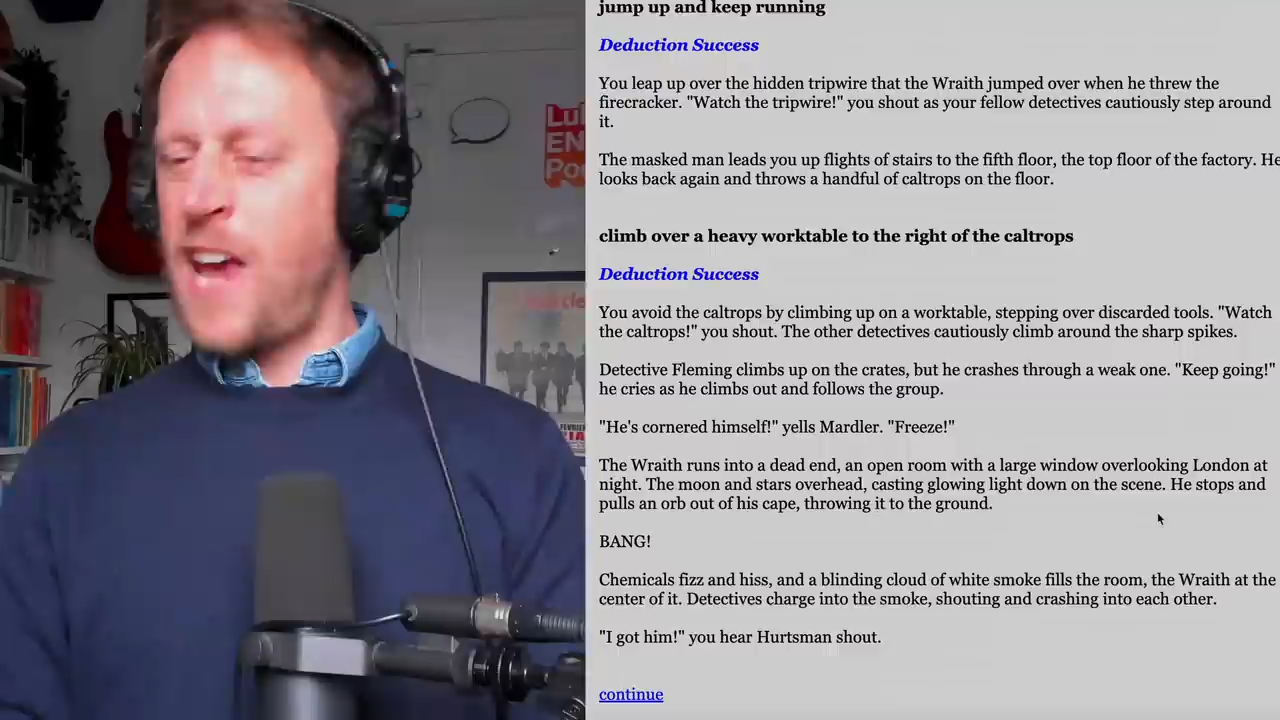 jump up and keep running
Deduction Success
You leap up over the hidden tripwire that the Wraith jumped over when he threw the
firecracker. "Watch the tripwire!" you shout as your fellow detectives cautiously step around
it.
The masked man leads you up flights of stairs to the fifth floor, the top floor of the factory. He
looks back again and throws a handful of caltrops on the floor.
climb over a heavy worktable to the right of the caltrops
Deduction Success
You avoid the caltrops by climbing up on a worktable, stepping over discarded tools. "Watch
the caltrops!" you shout. The other detectives cautiously climb around the sharp spikes.
Detective Fleming climbs up on the crates, but he crashes through a weak one. "Keep going!"
he cries as he climbs out and follows the group.
"He's cornered himself!" yells Mardler. "Freeze!"
The Wraith runs into a dead end, an open room with a large window overlooking London at
night. The moon and stars overhead, casting glowing light down on the scene. He stops and
pulls an orb out of his cape, throwing it to the ground.
BANG!
Chemicals fizz and hiss, and a blinding cloud of white smoke fills the room, the Wraith at the
center of it. Detectives charge into the smoke, shouting and crashing into each other.
"I got him!" you hear Hurtsman shout.
continue
Lu
EN
Po